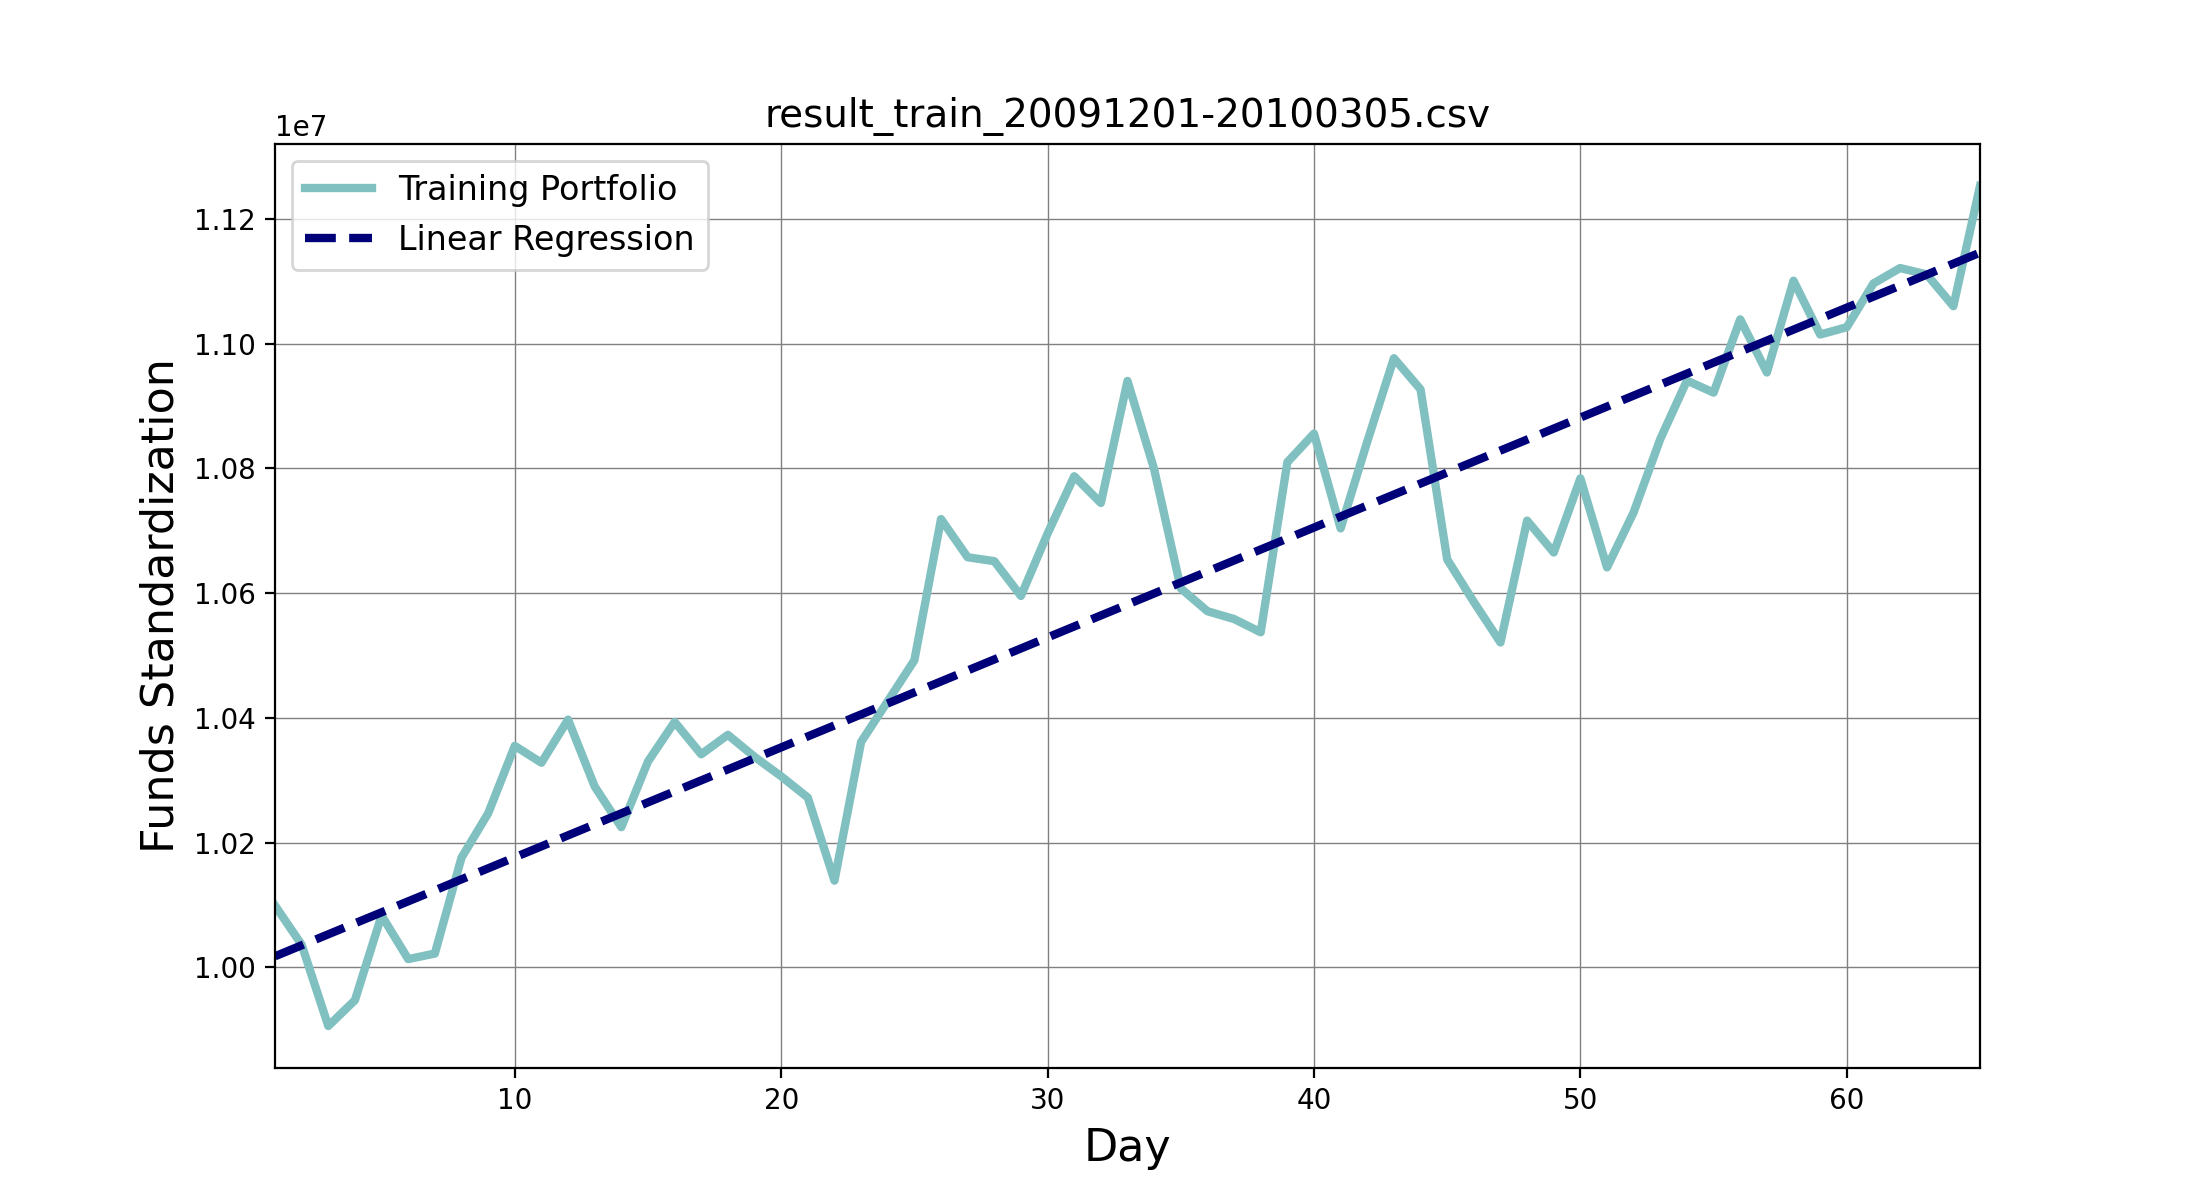 result_train_20091201-20100305.csv
1e7
Training Portfolio
Linear Regression
1.12
1.10
1.08
1.06
1.04
1.02
1.00
Funds Standardization
10 20 30 40 50 60
Day